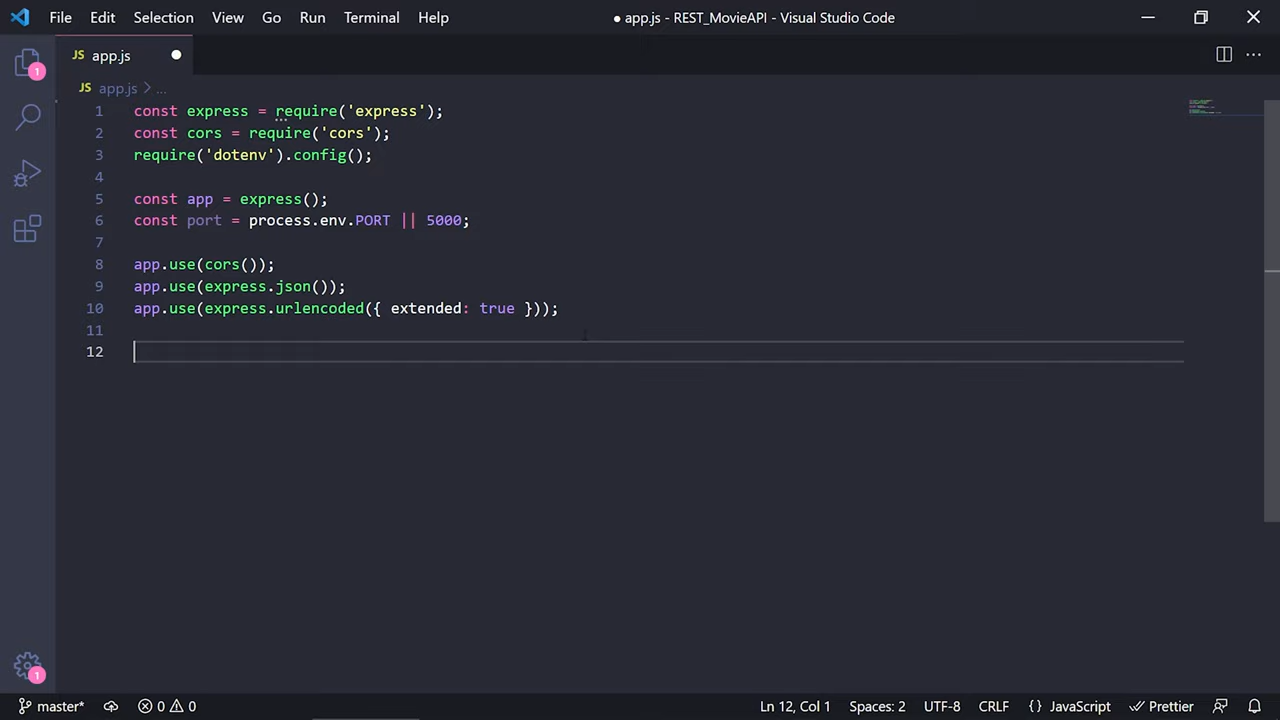 File Edit Selection View Go Run Terminal Help ● app.js - REST_MovieAPI - Visual Studio Code
JS app.js ●
1
JS app.js > ...
1 const express = require('express');
2 const cors = require('cors');
3 require('dotenv').config();
4
5 const app = express();
6 const port = process.env.PORT || 5000;
7
8 app.use(cors());
9 app.use(express.json());
10 app.use(express.urlencoded({ extended: true }));
11
12
1
master* 0 0 Ln 12, Col 1 Spaces: 2 UTF-8 CRLF {} JavaScript Prettier